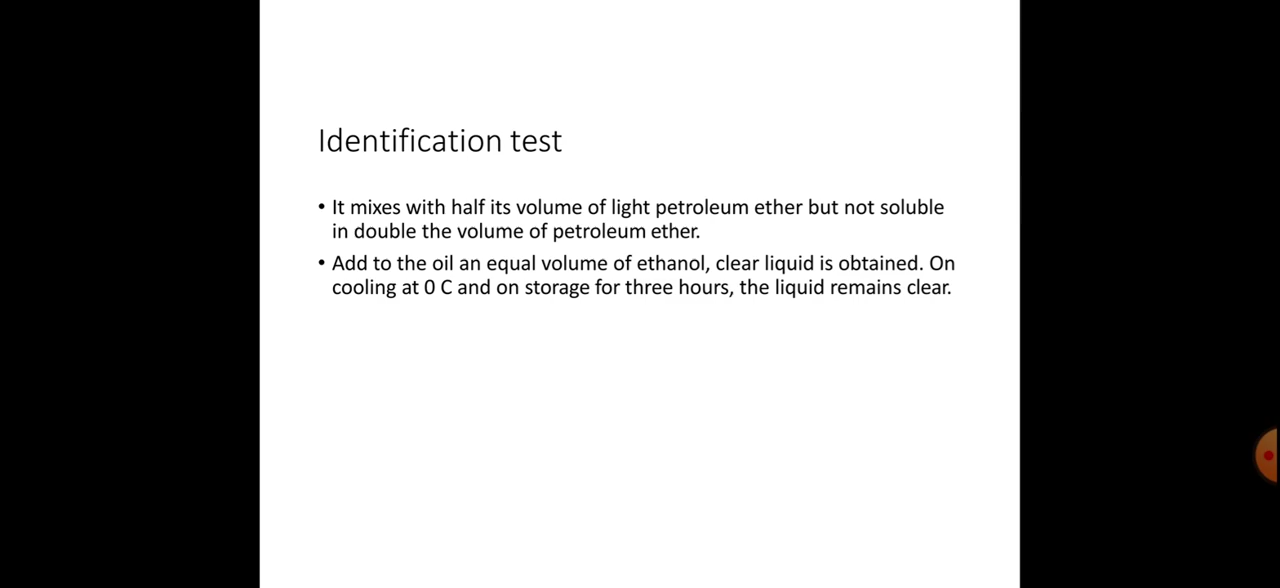 Identification test
• It mixes with half its volume of light petroleum ether but not soluble
in double the volume of petroleum ether.
• Add to the oil an equal volume of ethanol, clear liquid is obtained. On
cooling at 0 C and on storage for three hours, the liquid remains clear.